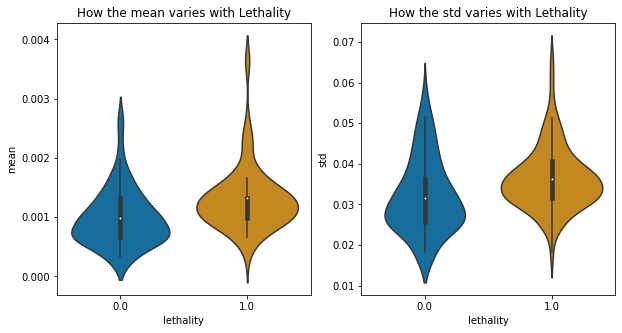 How the mean varies with Lethality
mean
0.004
0.003
0.002
0.001
0.000
0.0 1.0
lethality
How the std varies with Lethality
std
0.07
0.06
0.05
0.04
0.03
0.02
0.01
0.0 1.0
lethality